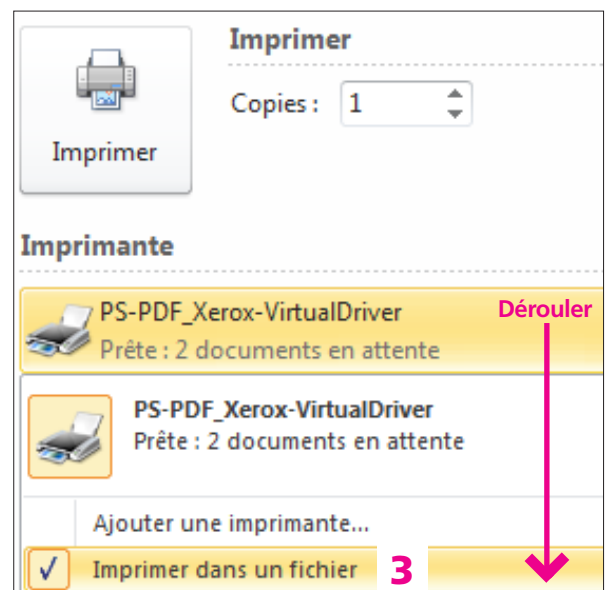 Imprimer
Copies : 1
Imprimer
Imprimante
PS-PDF_Xerox-VirtualDriver Dérouler
Prête : 2 documents en attente
PS-PDF_Xerox-VirtualDriver
Prête : 2 documents en attente
Ajouter une imprimante...
Imprimer dans un fichier 3